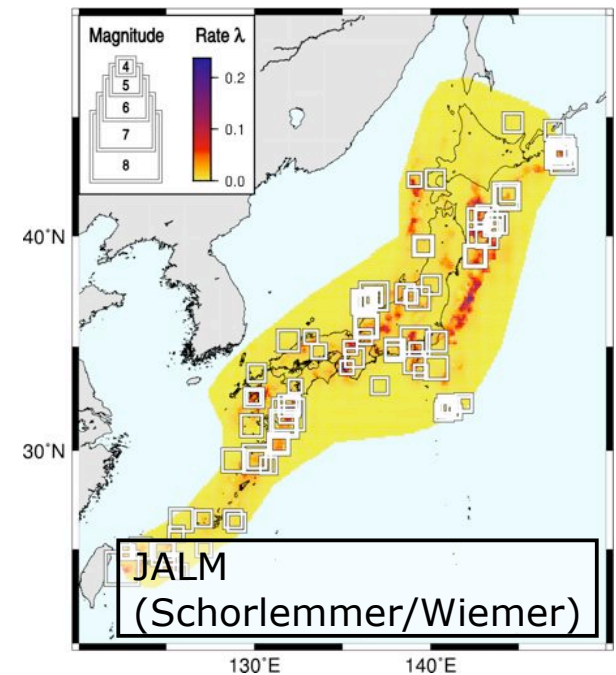 Magnitude
Rate λ
4
5
6
7
8
0.2
0.1
0.0
40°N
30°N
JALM
(Schorlemmer/Wiemer)
130°E
140°E